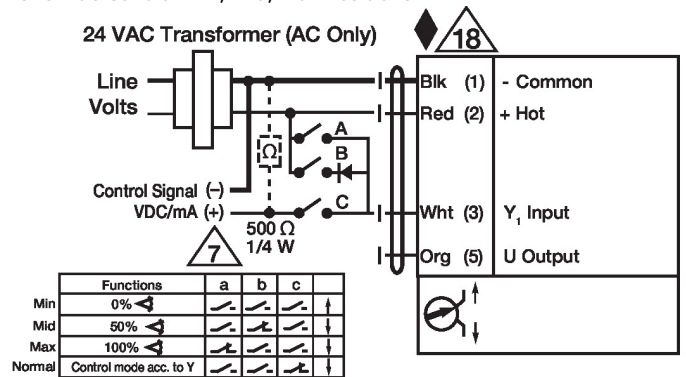 24 VAC Transformer (AC Only)
18
Line
Volts
Blk (1) - Common
Red (2) + Hot
A
B
C
Ω
Control Signal (–)
VDC/mA (+)
500 Ω
1/4 W
7
Wht (3) Y₁ Input
Org (5) U Output
Functions a b c
Min 0%
Mid 50%
Max 100%
Normal Control mode acc. to Y